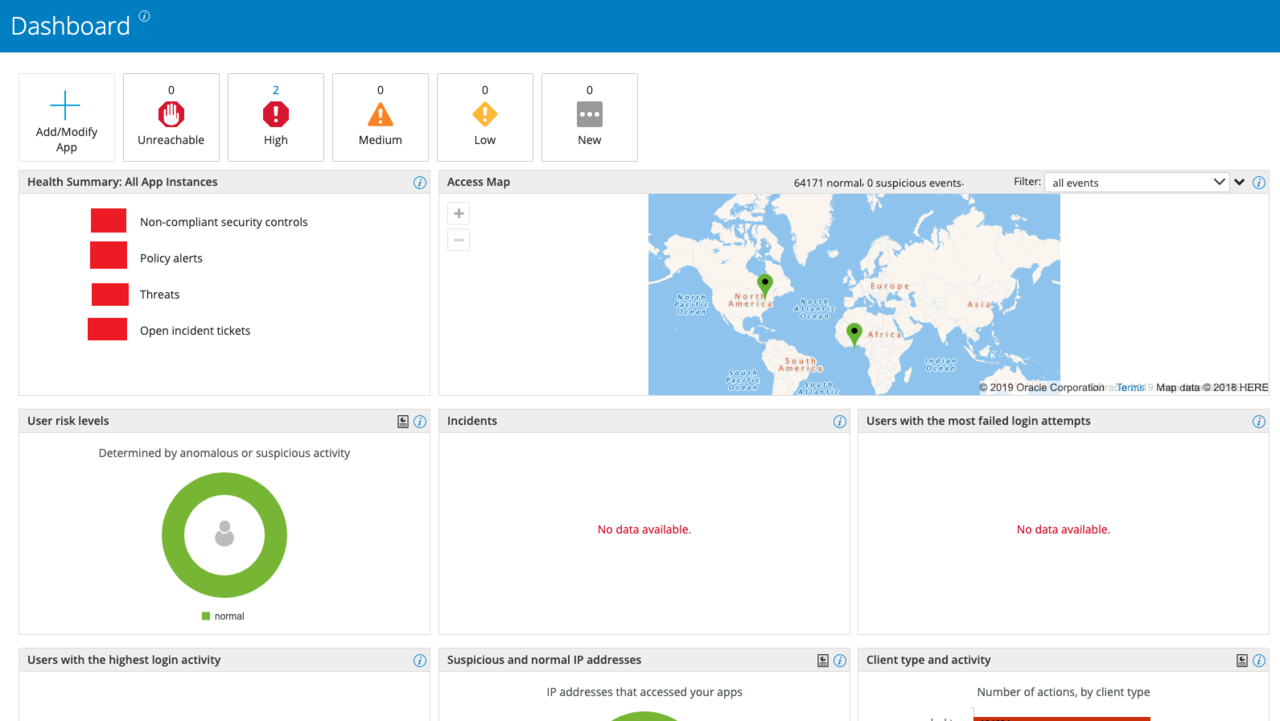 Dashboard
0
2
0
0
0
Add/Modify
App
Unreachable
High
Medium
Low
New
Health Summary: All App Instances
Access Map
64171 normal, 0 suspicious events.
Filter:
all events
Non-compliant security controls
Policy alerts
Threats
Open incident tickets
+
−
North
Pacific
Ocean
North
America
North
Atlantic
Ocean
Europe
Asia
Africa
South
America
Indian
Ocean
South
Pacific
Ocean
South
Atlantic
© 2019 Oracle Corporation Terms Map data © 2018 HERE
User risk levels
Incidents
Users with the most failed login attempts
Determined by anomalous or suspicious activity
normal
No data available.
No data available.
Users with the highest login activity
Suspicious and normal IP addresses
Client type and activity
IP addresses that accessed your apps
Number of actions, by client type